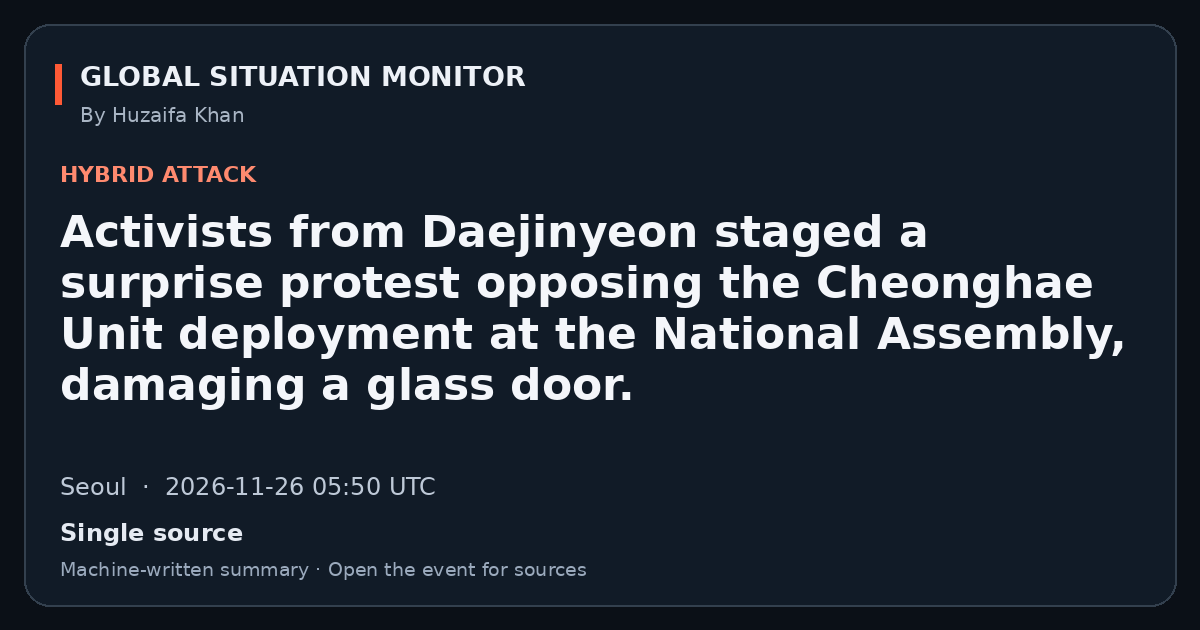 GLOBAL SITUATION MONITOR
By Huzaifa Khan
HYBRID ATTACK
Activists from Daejinyeon staged a
surprise protest opposing the Cheonghae
Unit deployment at the National Assembly,
damaging a glass door.
Seoul · 2026-11-26 05:50 UTC
Single source
Machine-written summary · Open the event for sources